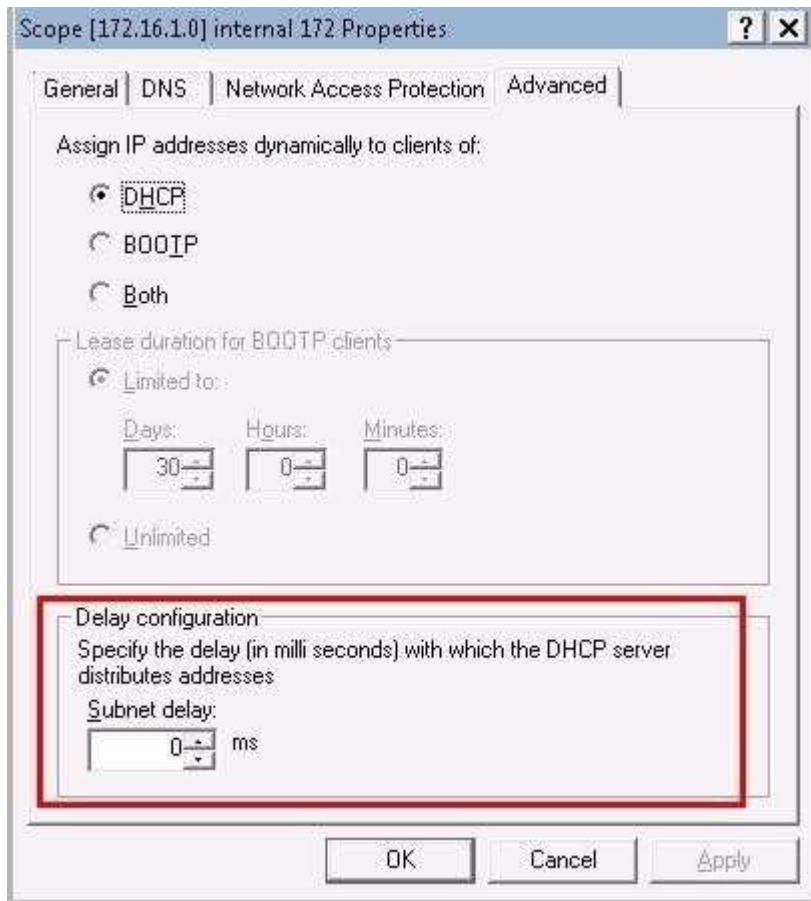 Scope [172.16.1.0] internal 172 Properties
General DNS Network Access Protection Advanced
Assign IP addresses dynamically to clients of:
DHCP
BOOTP
Both
Lease duration for BOOTP clients
Limited to:
Days: Hours: Minutes:
30 0 0
Unlimited
Delay configuration
Specify the delay (in milli seconds) with which the DHCP server
distributes addresses
Subnet delay:
0 ms
OK Cancel Apply